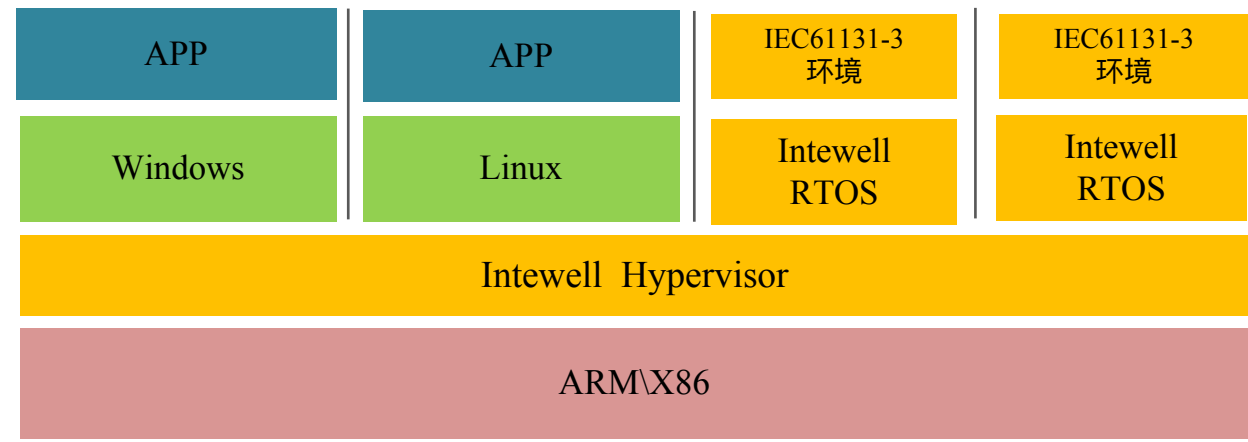 APP
APP
IEC61131-3
环境
IEC61131-3
环境
Windows
Linux
Intewell
RTOS
Intewell
RTOS
Intewell Hypervisor
ARM\X86